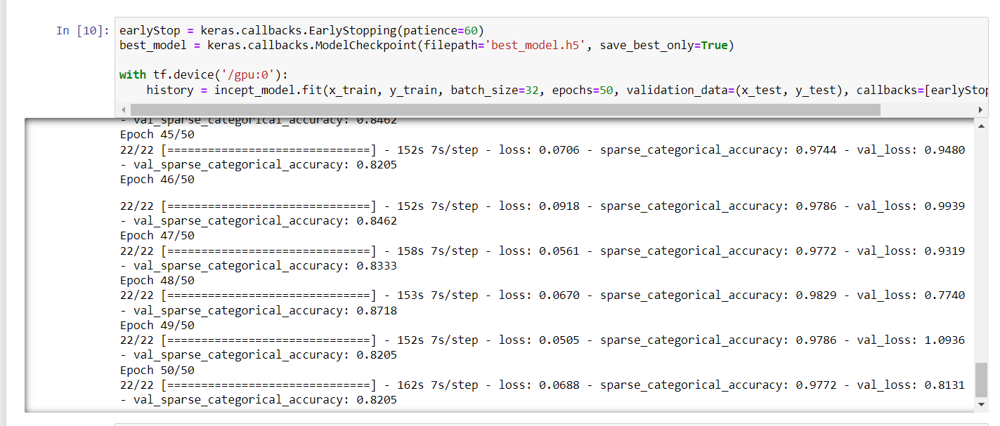 In [10]:
earlyStop = keras.callbacks.EarlyStopping(patience=60)
best_model = keras.callbacks.ModelCheckpoint(filepath='best_model.h5', save_best_only=True)
with tf.device('/gpu:0'):
history = incept_model.fit(x_train, y_train, batch_size=32, epochs=50, validation_data=(x_test, y_test), callbacks=[earlyStop
- val_sparse_categorical_accuracy: 0.8462
Epoch 45/50
22/22 [==============================] - 152s 7s/step - loss: 0.0706 - sparse_categorical_accuracy: 0.9744 - val_loss: 0.9480
- val_sparse_categorical_accuracy: 0.8205
Epoch 46/50
22/22 [==============================] - 152s 7s/step - loss: 0.0918 - sparse_categorical_accuracy: 0.9786 - val_loss: 0.9939
- val_sparse_categorical_accuracy: 0.8462
Epoch 47/50
22/22 [==============================] - 158s 7s/step - loss: 0.0561 - sparse_categorical_accuracy: 0.9772 - val_loss: 0.9319
- val_sparse_categorical_accuracy: 0.8333
Epoch 48/50
22/22 [==============================] - 153s 7s/step - loss: 0.0670 - sparse_categorical_accuracy: 0.9829 - val_loss: 0.7740
- val_sparse_categorical_accuracy: 0.8718
Epoch 49/50
22/22 [==============================] - 152s 7s/step - loss: 0.0505 - sparse_categorical_accuracy: 0.9786 - val_loss: 1.0936
- val_sparse_categorical_accuracy: 0.8205
Epoch 50/50
22/22 [==============================] - 162s 7s/step - loss: 0.0688 - sparse_categorical_accuracy: 0.9772 - val_loss: 0.8131
- val_sparse_categorical_accuracy: 0.8205